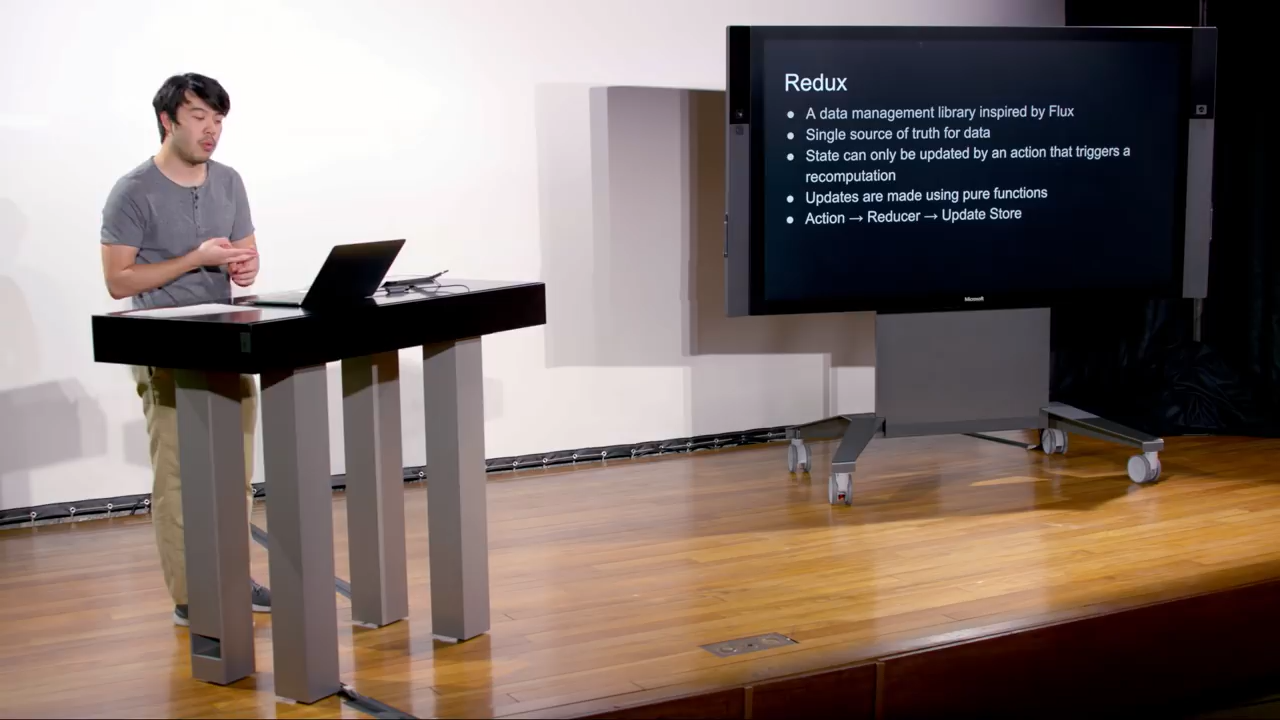 Redux
● A data management library inspired by Flux
● Single source of truth for data
● State can only be updated by an action that triggers a
recomputation
● Updates are made using pure functions
● Action → Reducer → Update Store
Microsoft